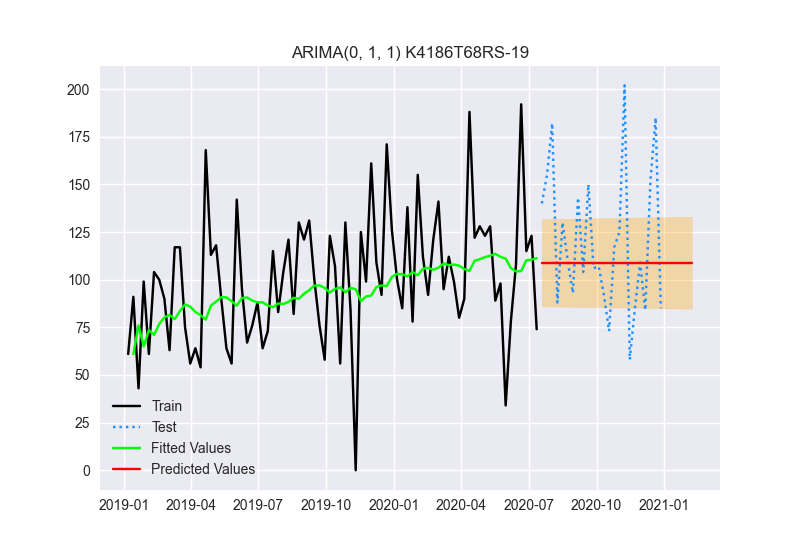 ARIMA(0, 1, 1) K4186T68RS-19
200
175
150
125
100
75
50
25
0
Train
Test
Fitted Values
Predicted Values
2019-01 2019-04 2019-07 2019-10 2020-01 2020-04 2020-07 2020-10 2021-01